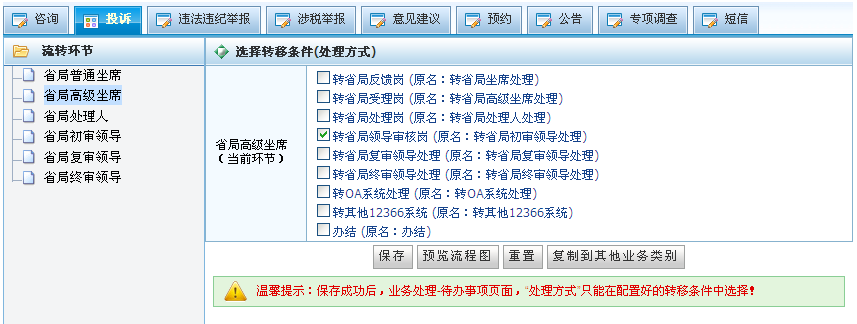 咨询 投诉 违法违纪举报 涉税举报 意见建议 预约 公告 专项调查 短信
流转环节
省局普通坐席
省局高级坐席
省局处理人
省局初审领导
省局复审领导
省局终审领导
选择转移条件(处理方式)
省局高级坐席
(当前环节)
转省局反馈岗 (原名：转省局坐席处理)
转省局受理岗 (原名：转省局高级坐席处理)
转省局处理岗 (原名：转省局处理人处理)
转省局领导审核岗 (原名：转省局初审领导处理)
转省局复审领导处理 (原名：转省局复审领导处理)
转省局终审领导处理 (原名：转省局终审领导处理)
转OA系统处理 (原名：转OA系统处理)
转其他12366系统 (原名：转其他12366系统)
办结 (原名：办结)
保存 预览流程图 重置 复制到其他业务类别
温馨提示：保存成功后，业务处理-待办事项页面，“处理方式”只能在配置好的转移条件中选择！